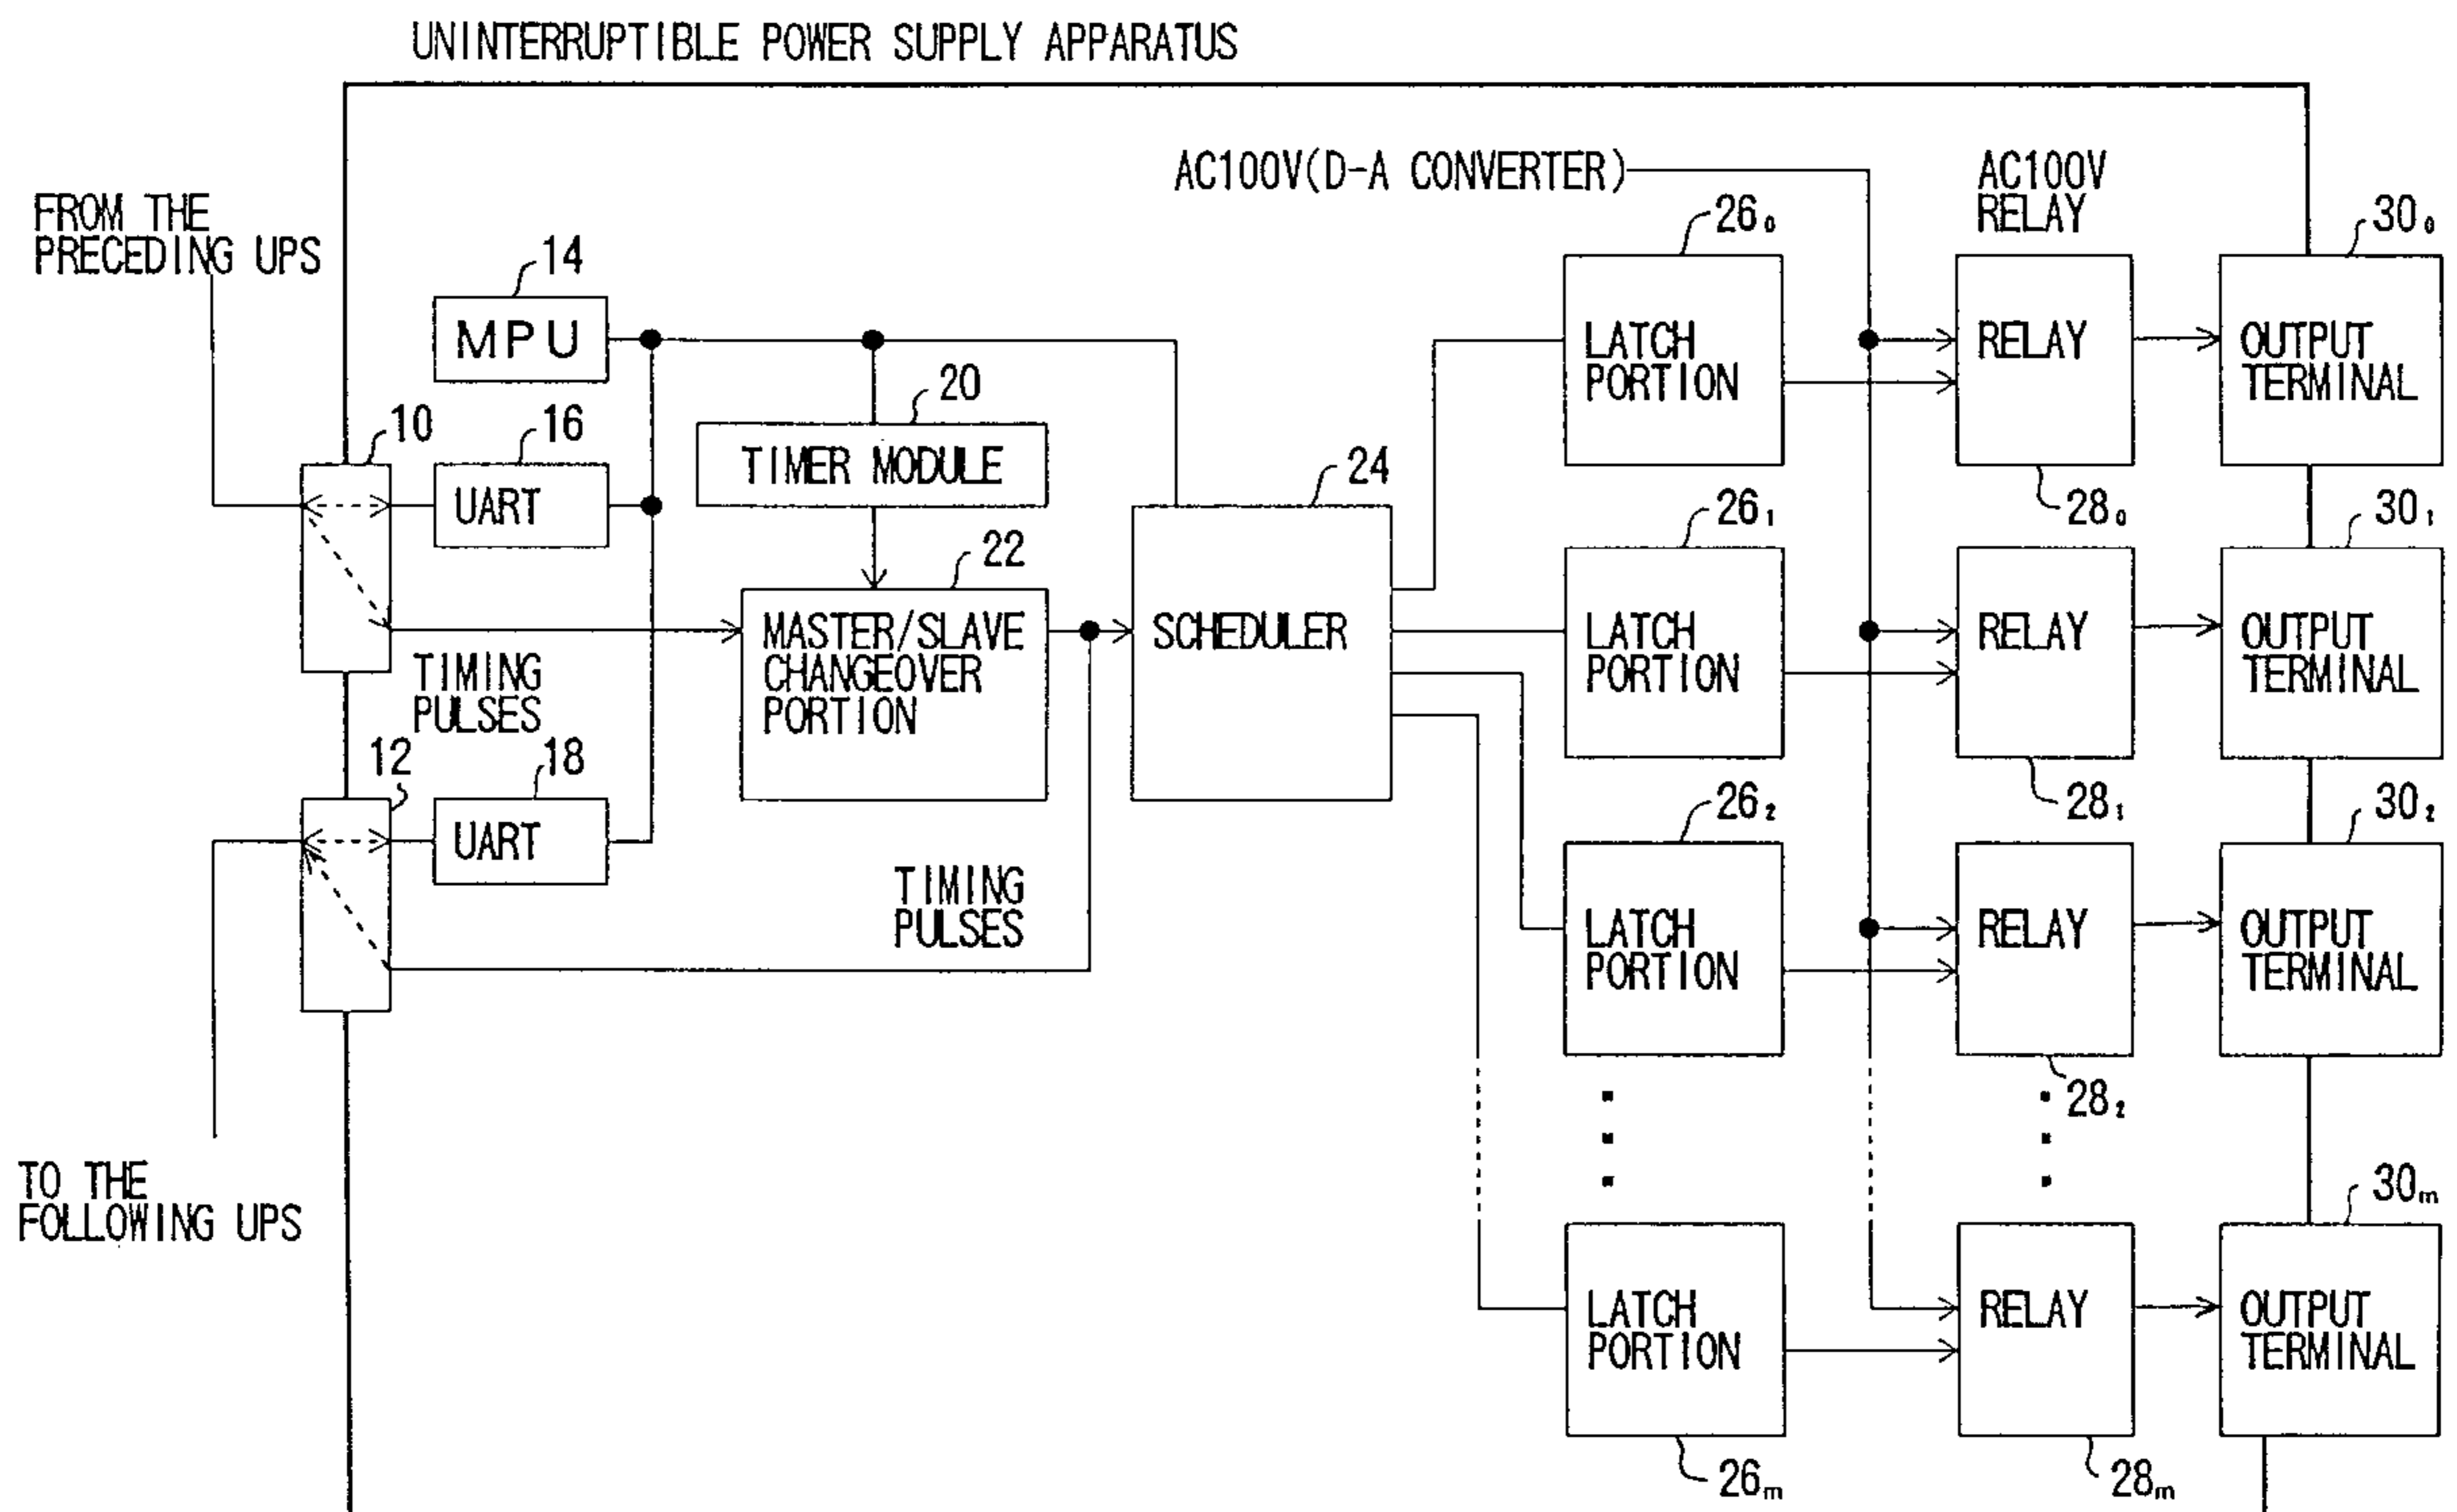 UNINTERRUPTIBLE POWER SUPPLY APPARATUS
AC100V(D-A CONVERTER)
AC100V
RELAY
FROM THE
PRECEDING UPS
14
MPU
10
16
UART
20
TIMER MODULE
22
MASTER/SLAVE
CHANGEOVER
PORTION
TIMING
PULSES
24
SCHEDULER
12
18
UART
TIMING
PULSES
TO THE
FOLLOWING UPS
26₀
LATCH
PORTION
RELAY
28₀
30₀
OUTPUT
TERMINAL
26₁
LATCH
PORTION
RELAY
28₁
30₁
OUTPUT
TERMINAL
26₂
LATCH
PORTION
RELAY
28₂
30₂
OUTPUT
TERMINAL
LATCH
PORTION
26ₘ
RELAY
28ₘ
30ₘ
OUTPUT
TERMINAL